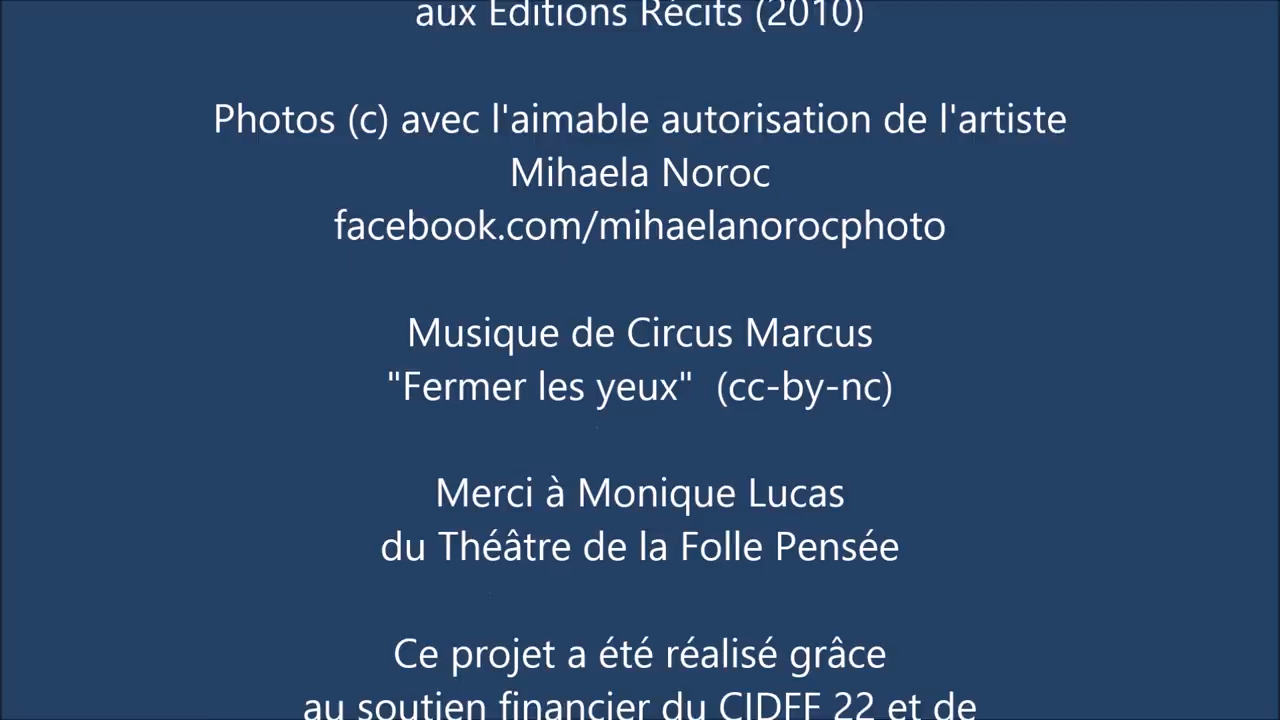 aux Editions Récits (2010)
Photos (c) avec l'aimable autorisation de l'artiste
Mihaela Noroc
facebook.com/mihaelanorocphoto
Musique de Circus Marcus
"Fermer les yeux"  (cc-by-nc)
Merci à Monique Lucas
du Théâtre de la Folle Pensée
Ce projet a été réalisé grâce
au soutien financier du CIDFF 22 et de